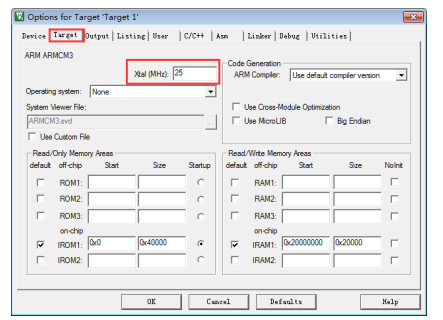 Options for Target 'Target 1'
Device Target Output Listing User C/C++ Asm Linker Debug Utilities
ARM ARMCM3
Xtal (MHz): 25
Operating system: None
System Viewer File:
ARMCM3.svd
...
Use Custom File
Code Generation
ARM Compiler: Use default compiler version
Use Cross-Module Optimization
Use MicroLIB Big Endian
Read/Only Memory Areas
default off-chip Start Size Startup
ROM1:
ROM2:
ROM3:
on-chip
IROM1: 0x0 0x40000
IROM2:
Read/Write Memory Areas
default off-chip Start Size NoInit
RAM1:
RAM2:
RAM3:
on-chip
IRAM1: 0x20000000 0x20000
IRAM2:
OK Cancel Defaults Help